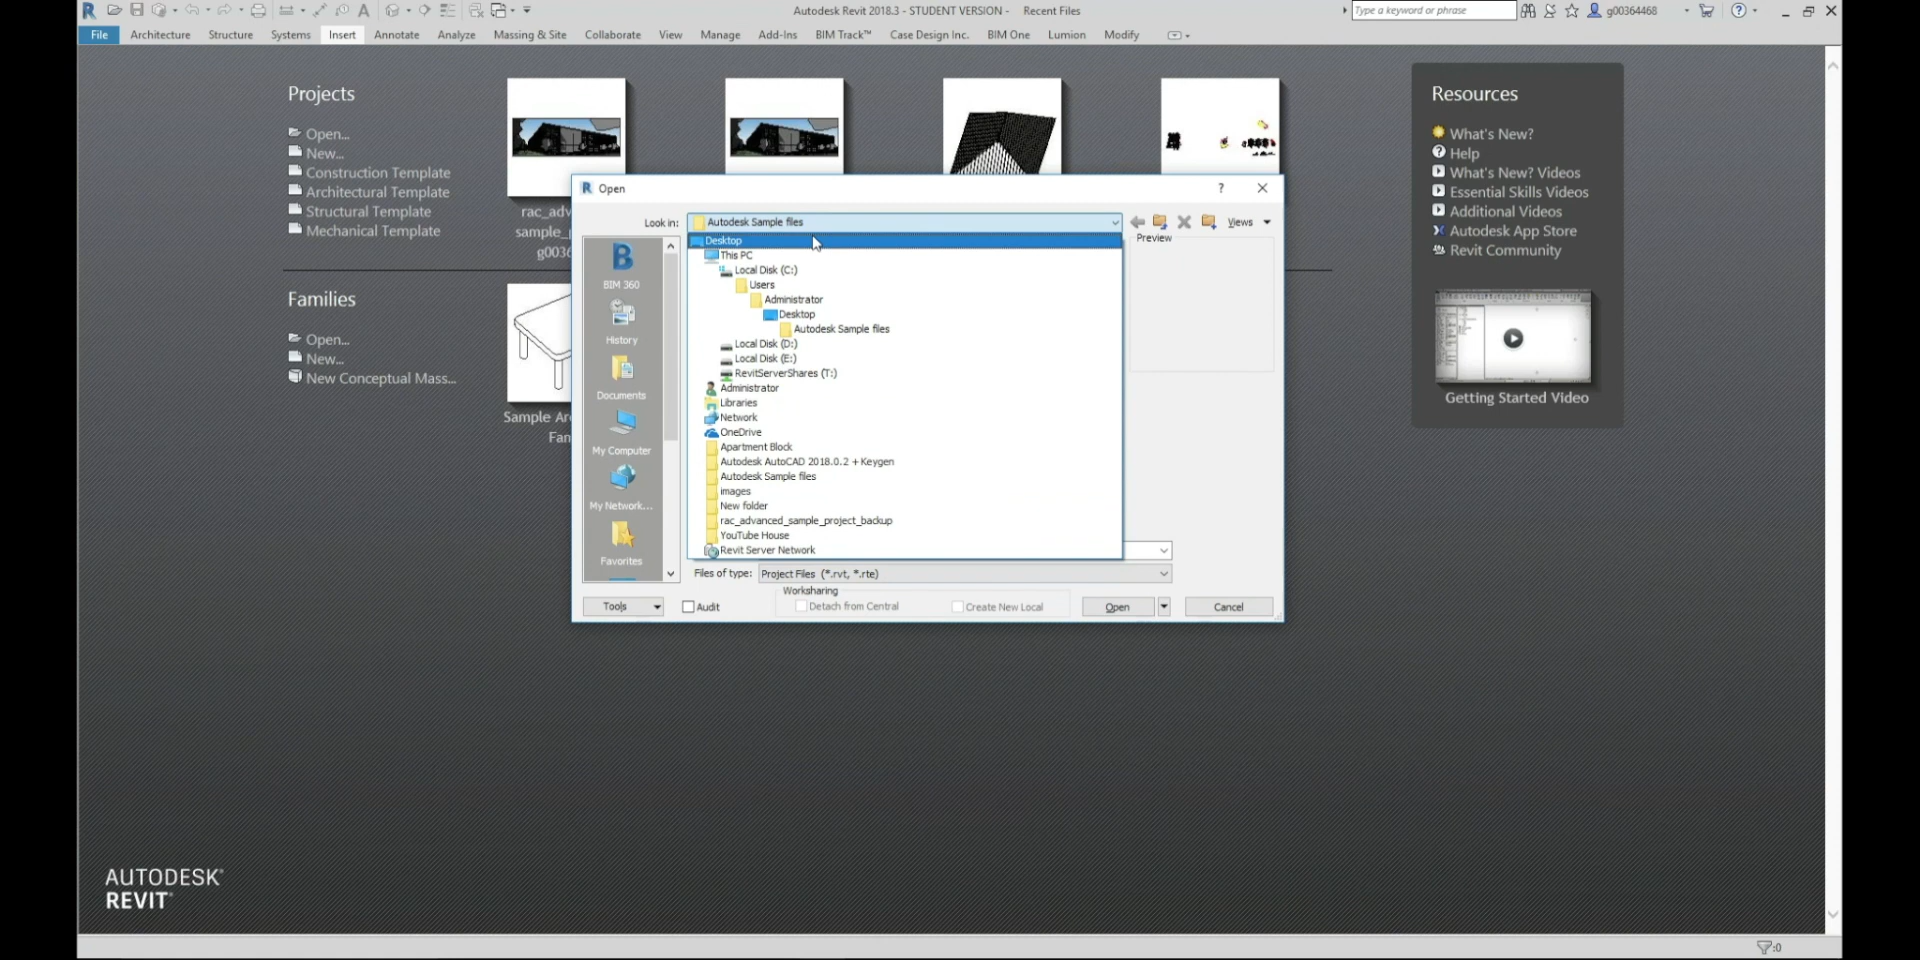 Autodesk Revit 2018.3 - STUDENT VERSION - Recent Files
Type a keyword or phrase
g00364468
File Architecture Structure Systems Insert Annotate Analyze Massing & Site Collaborate View Manage Add-Ins BIM Track™ Case Design Inc. BIM One Lumion Modify
Projects
Open...
New...
Construction Template
Architectural Template
Structural Template
Mechanical Template
rac_adv
sample_p
g0036
Families
Open...
New...
New Conceptual Mass...
Sample Ar
Fam
Open
Look in:
Autodesk Sample files
Views
Preview
Desktop
This PC
Local Disk (C:)
Users
Administrator
Desktop
Autodesk Sample files
Local Disk (D:)
Local Disk (E:)
RevitServerShares (T:)
Administrator
Libraries
Network
OneDrive
Apartment Block
Autodesk AutoCAD 2018.0.2 + Keygen
Autodesk Sample files
images
New folder
rac_advanced_sample_project_backup
YouTube House
Revit Server Network
BIM 360
History
Documents
My Computer
My Network...
Favorites
Files of type: Project Files (*.rvt, *.rte)
Worksharing
Tools
Audit
Detach from Central
Create New Local
Open
Cancel
Resources
What's New?
Help
What's New? Videos
Essential Skills Videos
Additional Videos
Autodesk App Store
Revit Community
Getting Started Video
AUTODESK®
REVIT®
:0